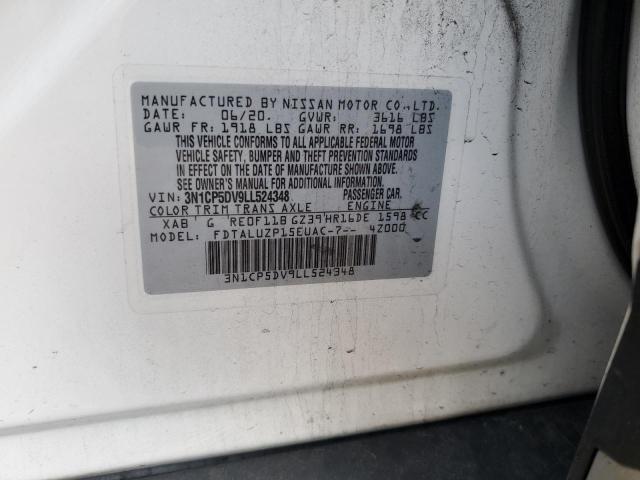 MANUFACTURED BY NISSAN MOTOR CO.,LTD.
DATE: 06/20. GVWR: 3616 LBS
GAWR FR: 1918 LBS GAWR RR: 1698 LBS
THIS VEHICLE CONFORMS TO ALL APPLICABLE FEDERAL MOTOR
VEHICLE SAFETY, BUMPER AND THEFT PREVENTION STANDARDS
IN EFFECT ON THE DATE OF MANUFACTURE SHOWN ABOVE.
SEE OWNER'S MANUAL FOR ADDITIONAL INFORMATION
VIN: 3N1CP5DV9LL524348 PASSENGER CAR.
COLOR TRIM TRANS AXLE ENGINE
XAB G RE0F11B GZ39 HR16DE 1598 CC
MODEL: FDTALUZP15EUAC-7-- 4Z000
3N1CP5DV9LL524348